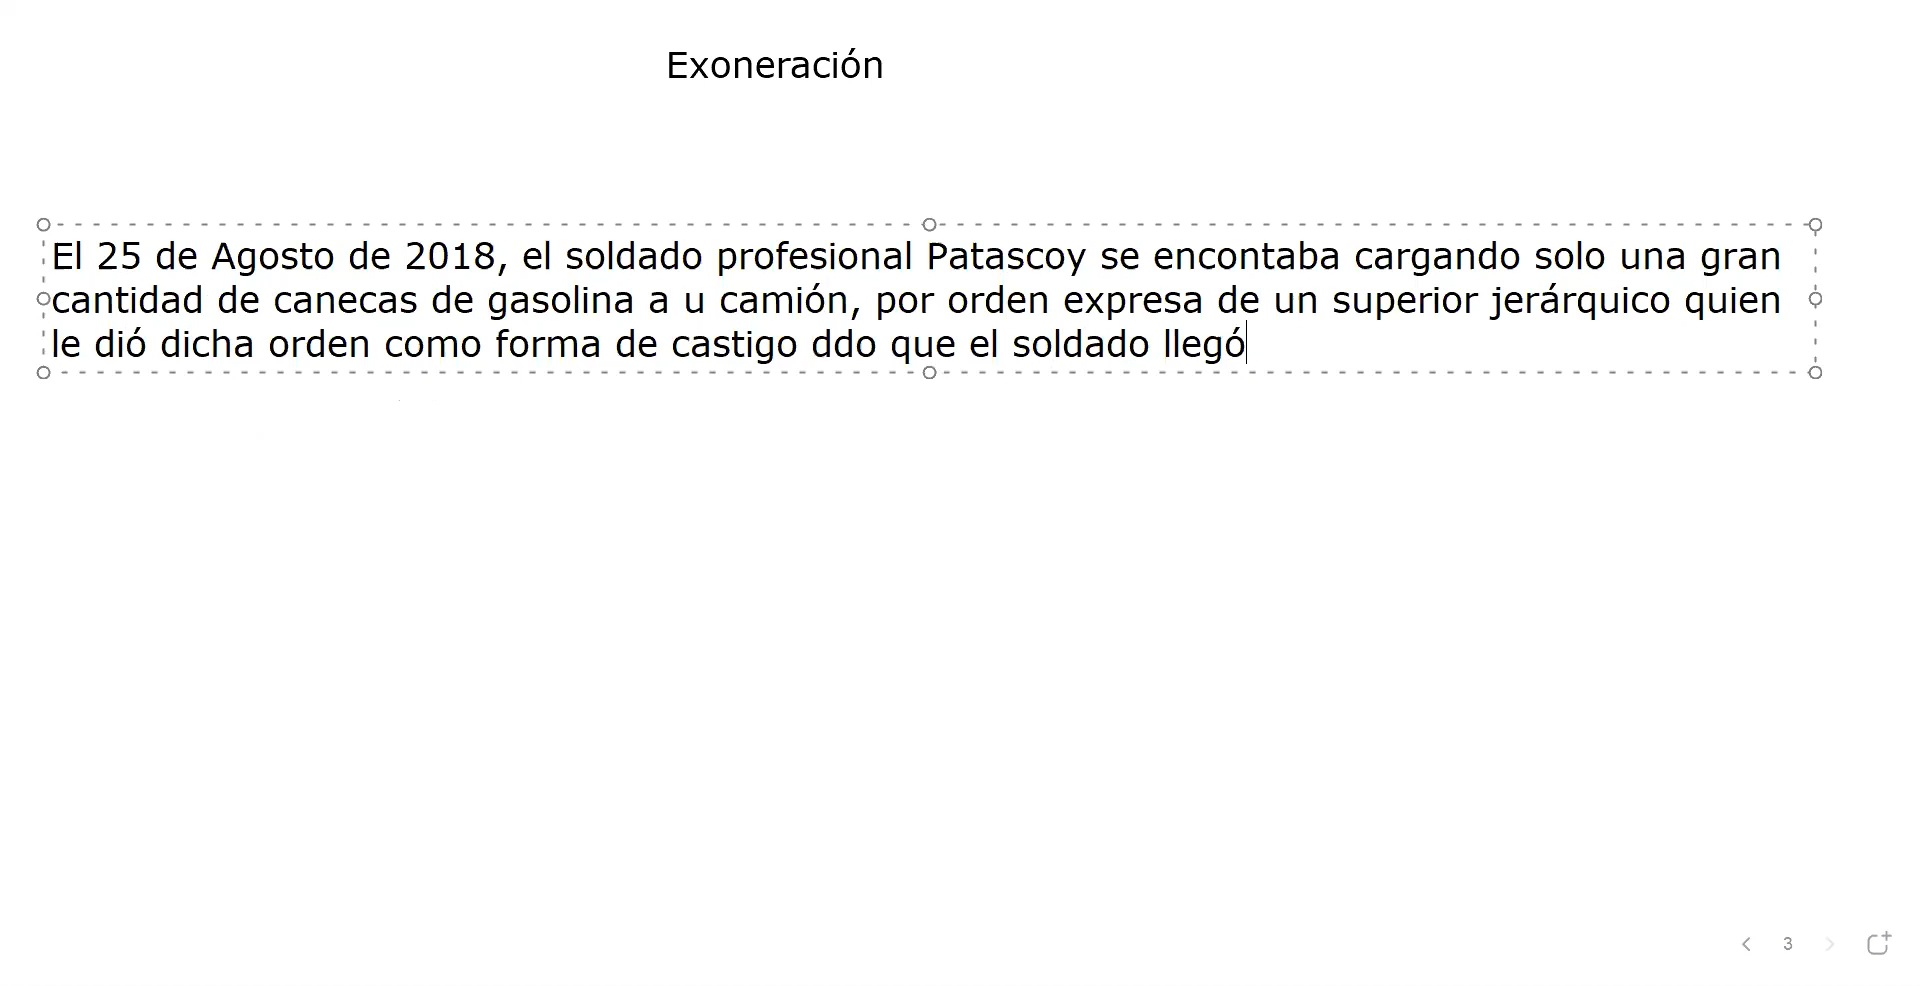 Exoneración
El 25 de Agosto de 2018, el soldado profesional Patascoy se encontaba cargando solo una gran
cantidad de canecas de gasolina a u camión, por orden expresa de un superior jerárquico quien
le dió dicha orden como forma de castigo ddo que el soldado llegó
3